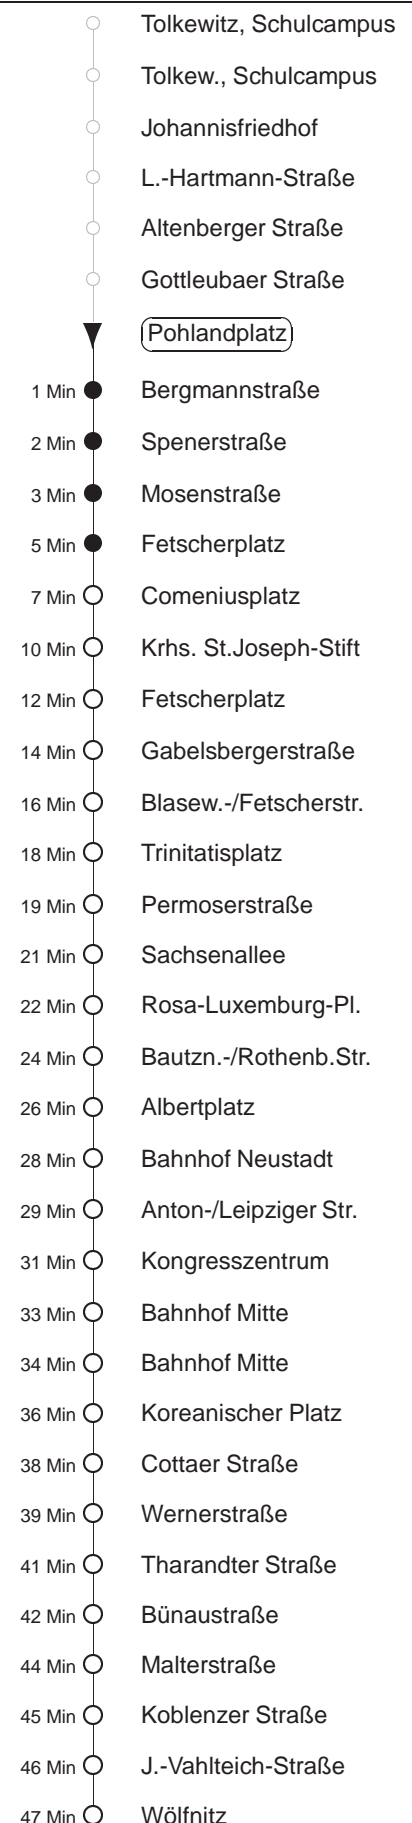 Tolkewitz, Schulcampus
Tolkew., Schulcampus
Johannisfriedhof
L.-Hartmann-Straße
Altenberger Straße
Gottleubaer Straße
Pohlandplatz
1 Min Bergmannstraße
2 Min Spenerstraße
3 Min Mosenstraße
5 Min Fetscherplatz
7 Min Comeniusplatz
10 Min Krhs. St.Joseph-Stift
12 Min Fetscherplatz
14 Min Gabelsbergerstraße
16 Min Blasew.-/Fetscherstr.
18 Min Trinitatisplatz
19 Min Permoserstraße
21 Min Sachsenallee
22 Min Rosa-Luxemburg-Pl.
24 Min Bautzn.-/Rothenb.Str.
26 Min Albertplatz
28 Min Bahnhof Neustadt
29 Min Anton-/Leipziger Str.
31 Min Kongresszentrum
33 Min Bahnhof Mitte
34 Min Bahnhof Mitte
36 Min Koreanischer Platz
38 Min Cottaer Straße
39 Min Wernerstraße
41 Min Tharandter Straße
42 Min Bünaustraße
44 Min Malterstraße
45 Min Koblenzer Straße
46 Min J.-Vahlteich-Straße
47 Min Wölfnitz